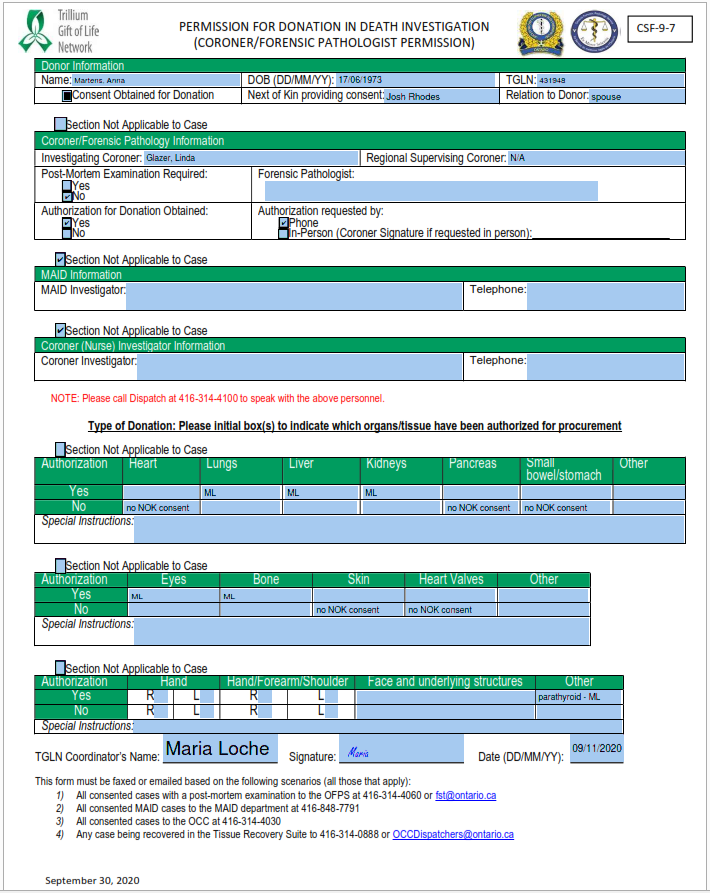 Trillium
Gift of Life
Network
PERMISSION FOR DONATION IN DEATH INVESTIGATION
(CORONER/FORENSIC PATHOLOGIST PERMISSION)
CSF-9-7
Donor Information
Name: Martens, Anna DOB (DD/MM/YY): 17/06/1973 TGLN: 431948
Consent Obtained for Donation Next of Kin providing consent: Josh Rhodes Relation to Donor: spouse
Section Not Applicable to Case
Coroner/Forensic Pathology Information
Investigating Coroner: Glazer, Linda Regional Supervising Coroner: N/A
Post-Mortem Examination Required: Forensic Pathologist:
Yes
No
Authorization for Donation Obtained: Authorization requested by:
Yes Phone
No In-Person (Coroner Signature if requested in person):
Section Not Applicable to Case
MAID Information
MAID Investigator: Telephone:
Section Not Applicable to Case
Coroner (Nurse) Investigator Information
Coroner Investigator: Telephone:
NOTE: Please call Dispatch at 416-314-4100 to speak with the above personnel.
Type of Donation: Please initial box(s) to indicate which organs/tissue have been authorized for procurement
Section Not Applicable to Case
Authorization Heart Lungs Liver Kidneys Pancreas Small bowel/stomach Other
Yes ML ML ML
No no NOK consent no NOK consent no NOK consent
Special Instructions:
Section Not Applicable to Case
Authorization Eyes Bone Skin Heart Valves Other
Yes ML ML
No no NOK consent no NOK consent
Special Instructions:
Section Not Applicable to Case
Authorization Hand Hand/Forearm/Shoulder Face and underlying structures Other
Yes R L R L parathyroid - ML
No R L R L
Special Instructions:
TGLN Coordinator's Name: Maria Loche Signature: Maria Date (DD/MM/YY): 09/11/2020
This form must be faxed or emailed based on the following scenarios (all those that apply):
1) All consented cases with a post-mortem examination to the OFPS at 416-314-4060 or fst@ontario.ca
2) All consented MAID cases to the MAID department at 416-848-7791
3) All consented cases to the OCC at 416-314-4030
4) Any case being recovered in the Tissue Recovery Suite to 416-314-0888 or OCCDispatchers@ontario.ca
September 30, 2020